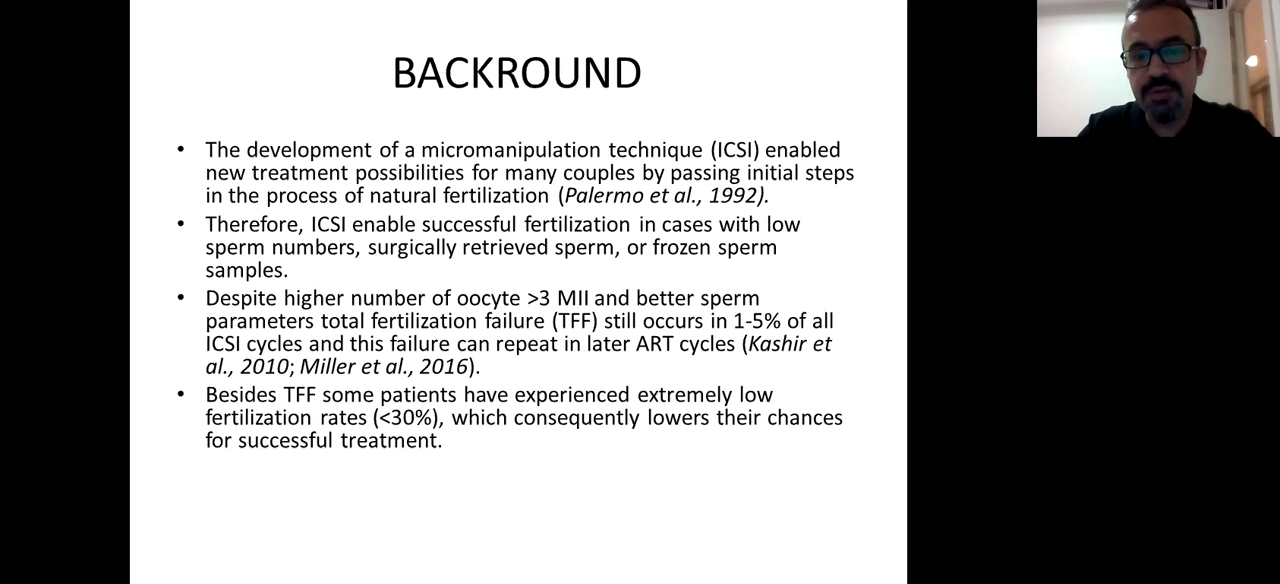 BACKROUND
• The development of a micromanipulation technique (ICSI) enabled
new treatment possibilities for many couples by passing initial steps
in the process of natural fertilization (Palermo et al., 1992).
• Therefore, ICSI enable successful fertilization in cases with low
sperm numbers, surgically retrieved sperm, or frozen sperm
samples.
• Despite higher number of oocyte >3 MII and better sperm
parameters total fertilization failure (TFF) still occurs in 1-5% of all
ICSI cycles and this failure can repeat in later ART cycles (Kashir et
al., 2010; Miller et al., 2016).
• Besides TFF some patients have experienced extremely low
fertilization rates (<30%), which consequently lowers their chances
for successful treatment.